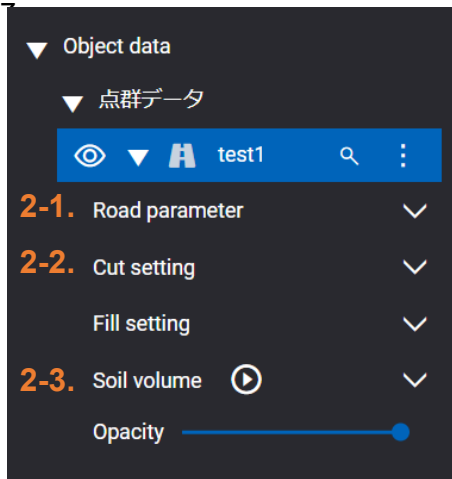 Object data
点群データ
test1
2-1. Road parameter
2-2. Cut setting
Fill setting
2-3. Soil volume
Opacity